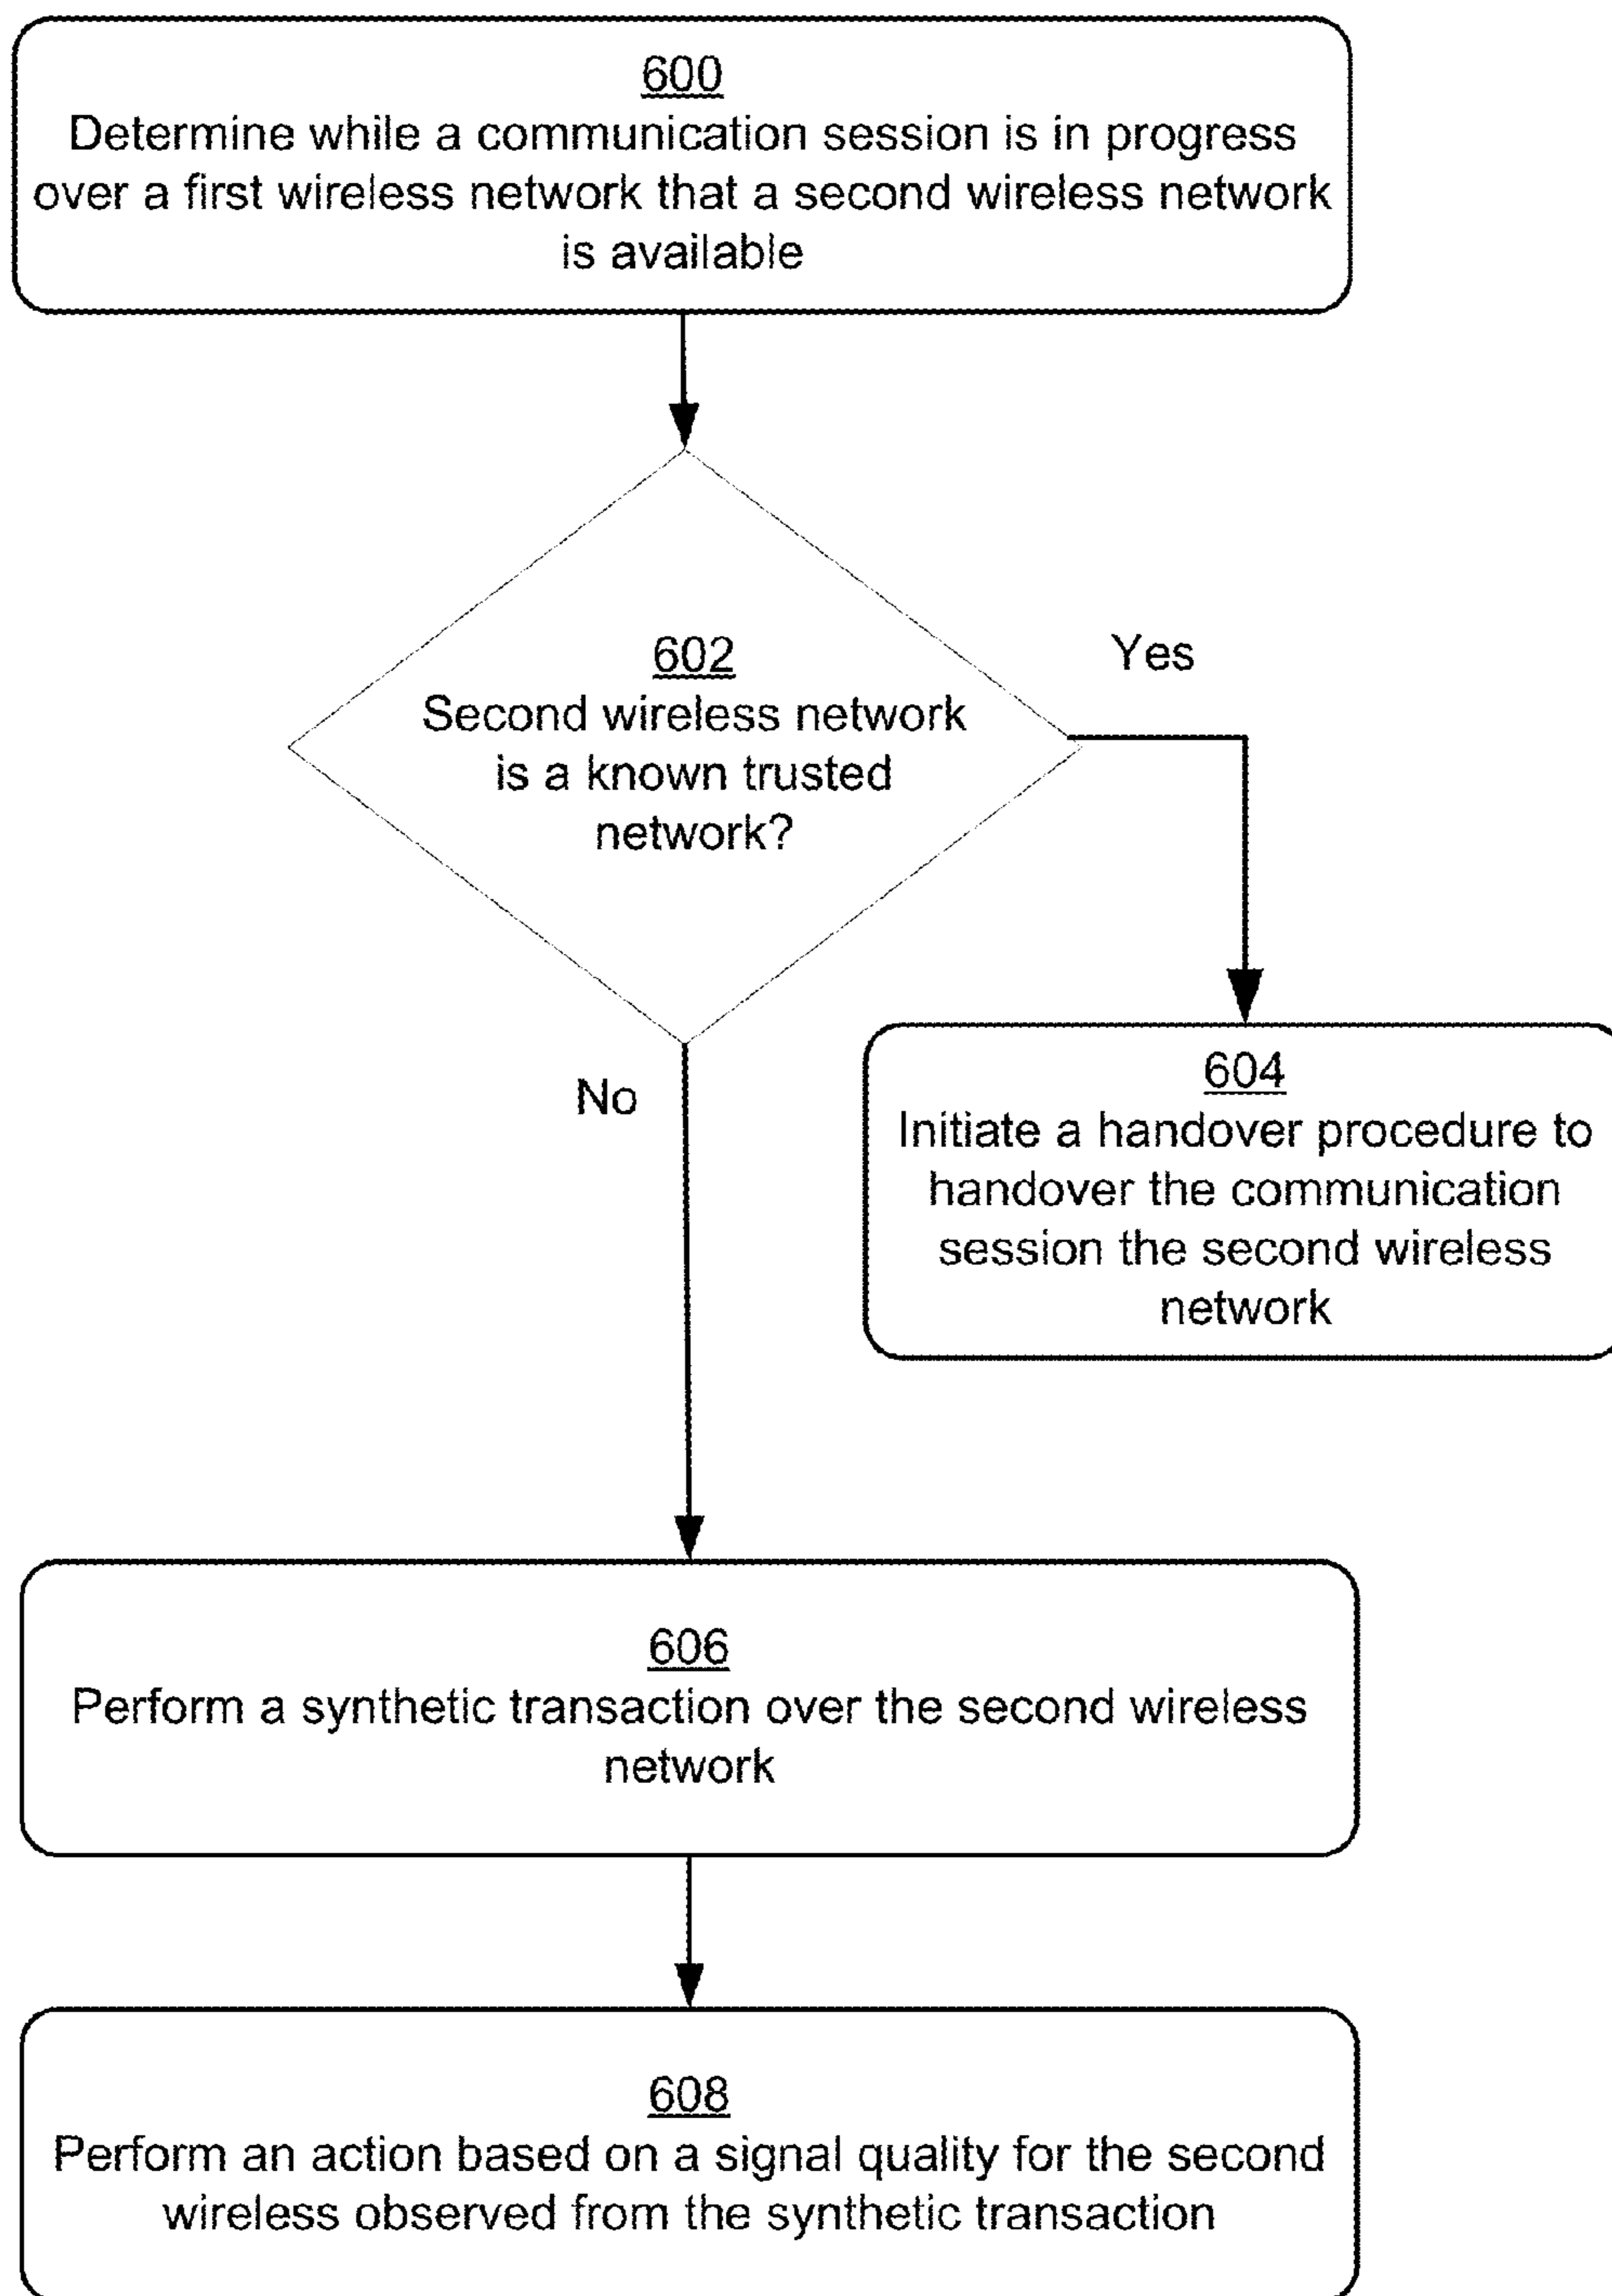 600
Determine while a communication session is in progress
over a first wireless network that a second wireless network
is available
602
Second wireless network
is a known trusted
network?
Yes
No
604
Initiate a handover procedure to
handover the communication
session the second wireless
network
606
Perform a synthetic transaction over the second wireless
network
608
Perform an action based on a signal quality for the second
wireless observed from the synthetic transaction